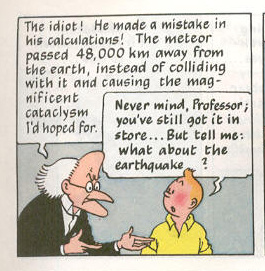 The idiot! He made a mistake in
his calculations! The meteor
passed 48,000 km away from
the earth, instead of colliding
with it and causing the mag-
nificent
cataclysm
I'd hoped for.
Never mind, Professor;
you've still got it in
store... But tell me:
what about the
earthquake ?